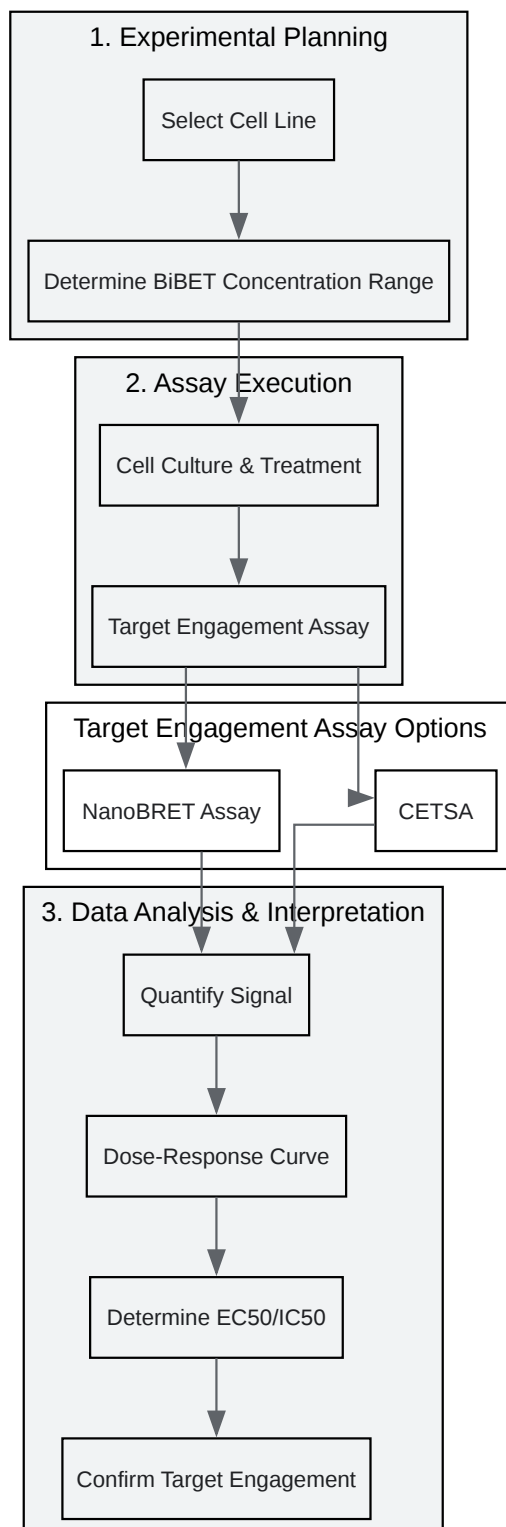 1. Experimental Planning
Select Cell Line
Determine BiBET Concentration Range
2. Assay Execution
Cell Culture & Treatment
Target Engagement Assay
Target Engagement Assay Options
NanoBRET Assay
CETSA
3. Data Analysis & Interpretation
Quantify Signal
Dose-Response Curve
Determine EC50/IC50
Confirm Target Engagement